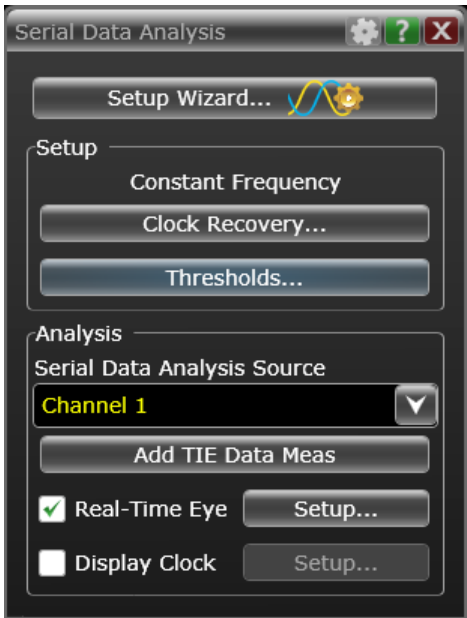 Serial Data Analysis ?  X
Setup Wizard...
Setup
Constant Frequency
Clock Recovery...
Thresholds...
Analysis
Serial Data Analysis Source
Channel 1
Add TIE Data Meas
Real-Time Eye Setup...
Display Clock Setup...